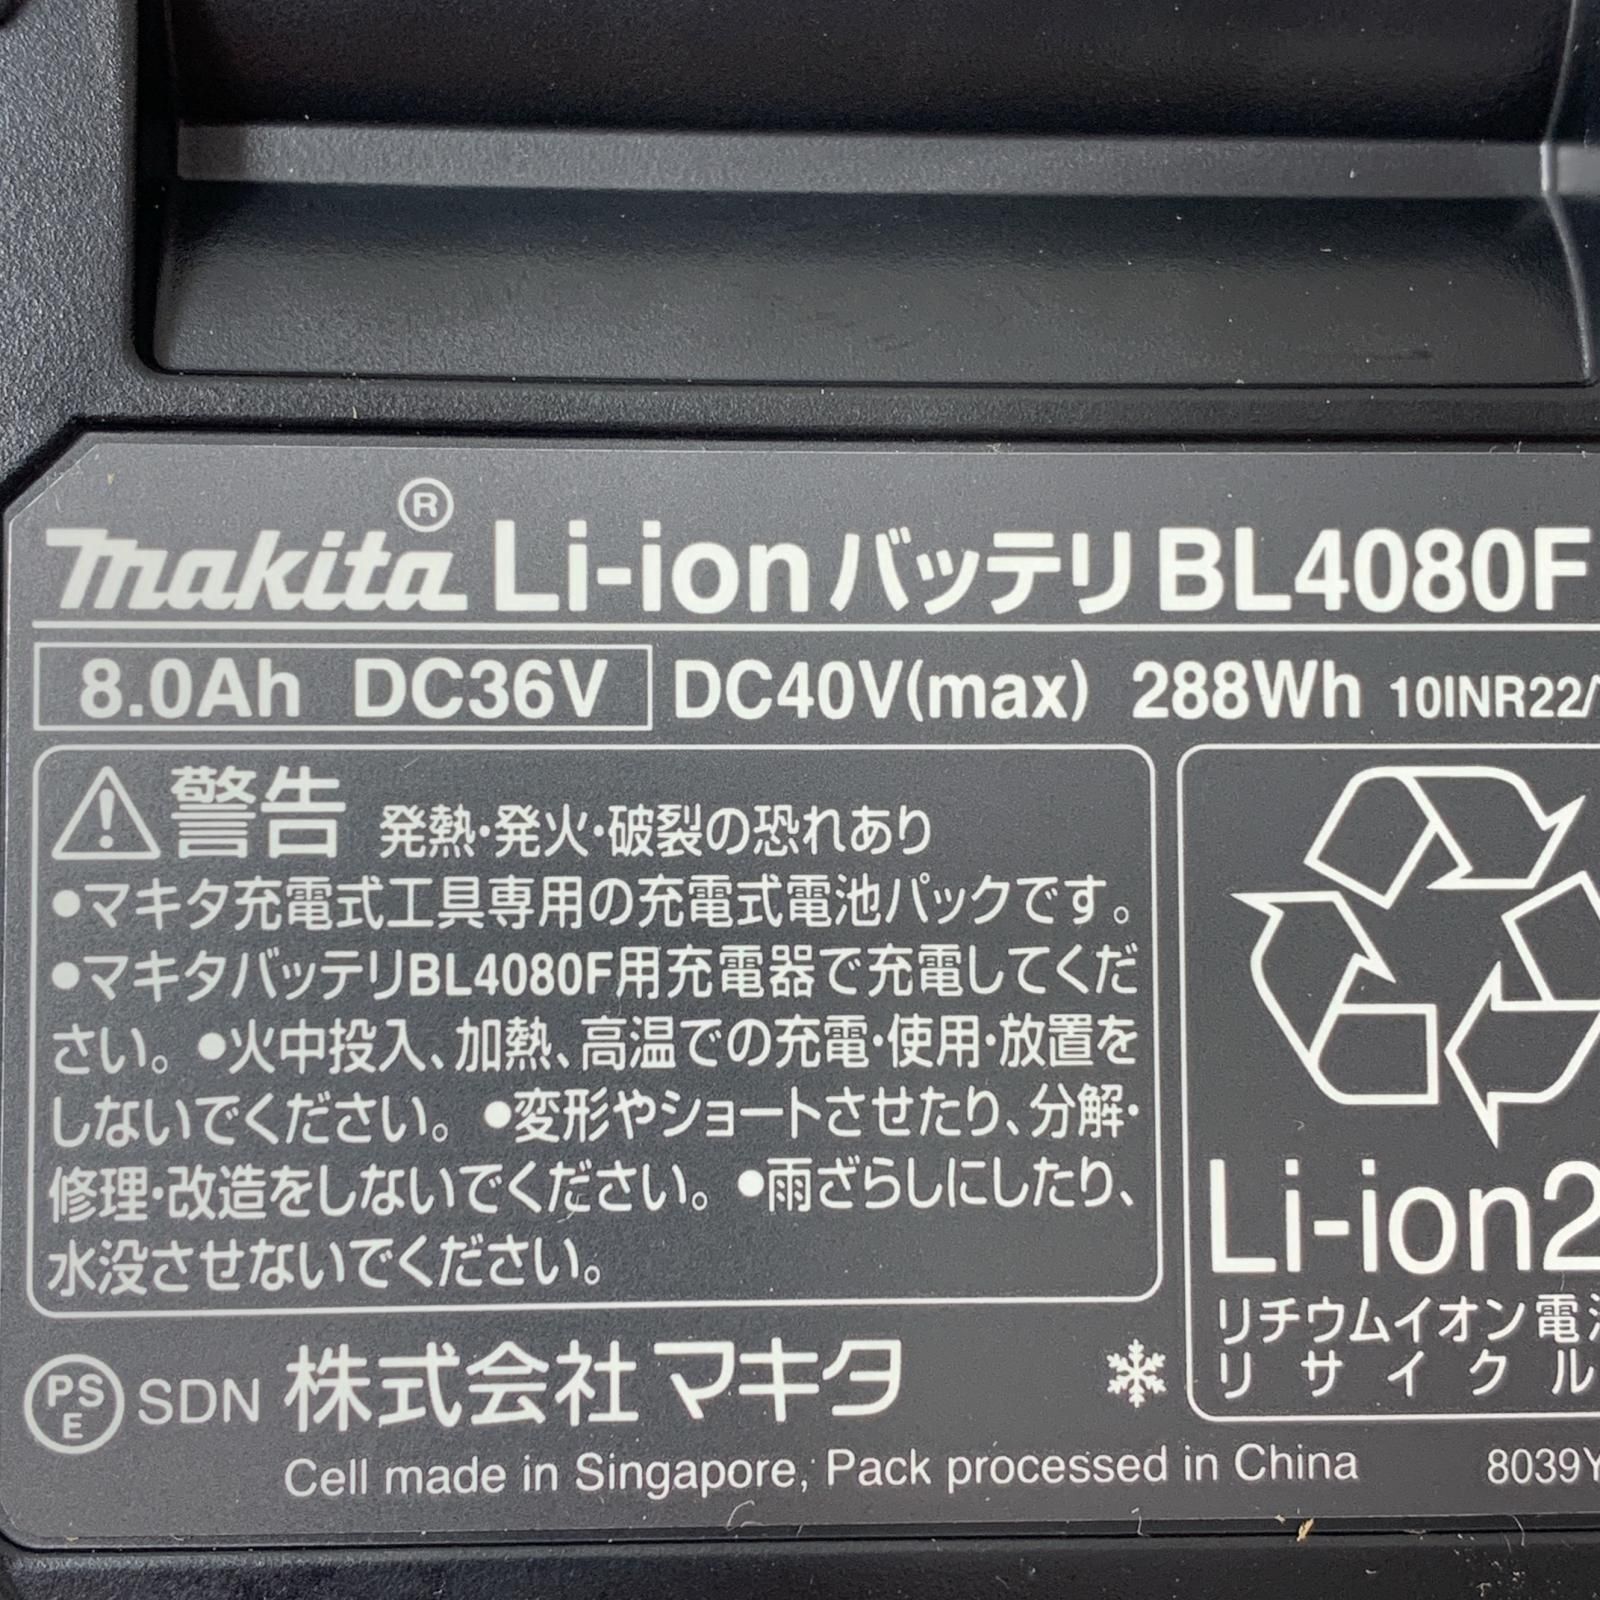 makita® Li-ionバッテリ BL4080F
8.0Ah DC36V DC40V(max) 288Wh 10INR22/
⚠警告 発熱・発火・破裂の恐れあり
●マキタ充電式工具専用の充電式電池パックです。
●マキタバッテリBL4080F用充電器で充電してくだ
さい。●火中投入、加熱、高温での充電・使用・放置を
しないでください。●変形やショートさせたり、分解・
修理・改造をしないでください。●雨ざらしにしたり、
水没させないでください。
Li-ion2
リチウムイオン電池
リサイクル
PS
E
SDN 株式会社マキタ
Cell made in Singapore, Pack processed in China
8039Y